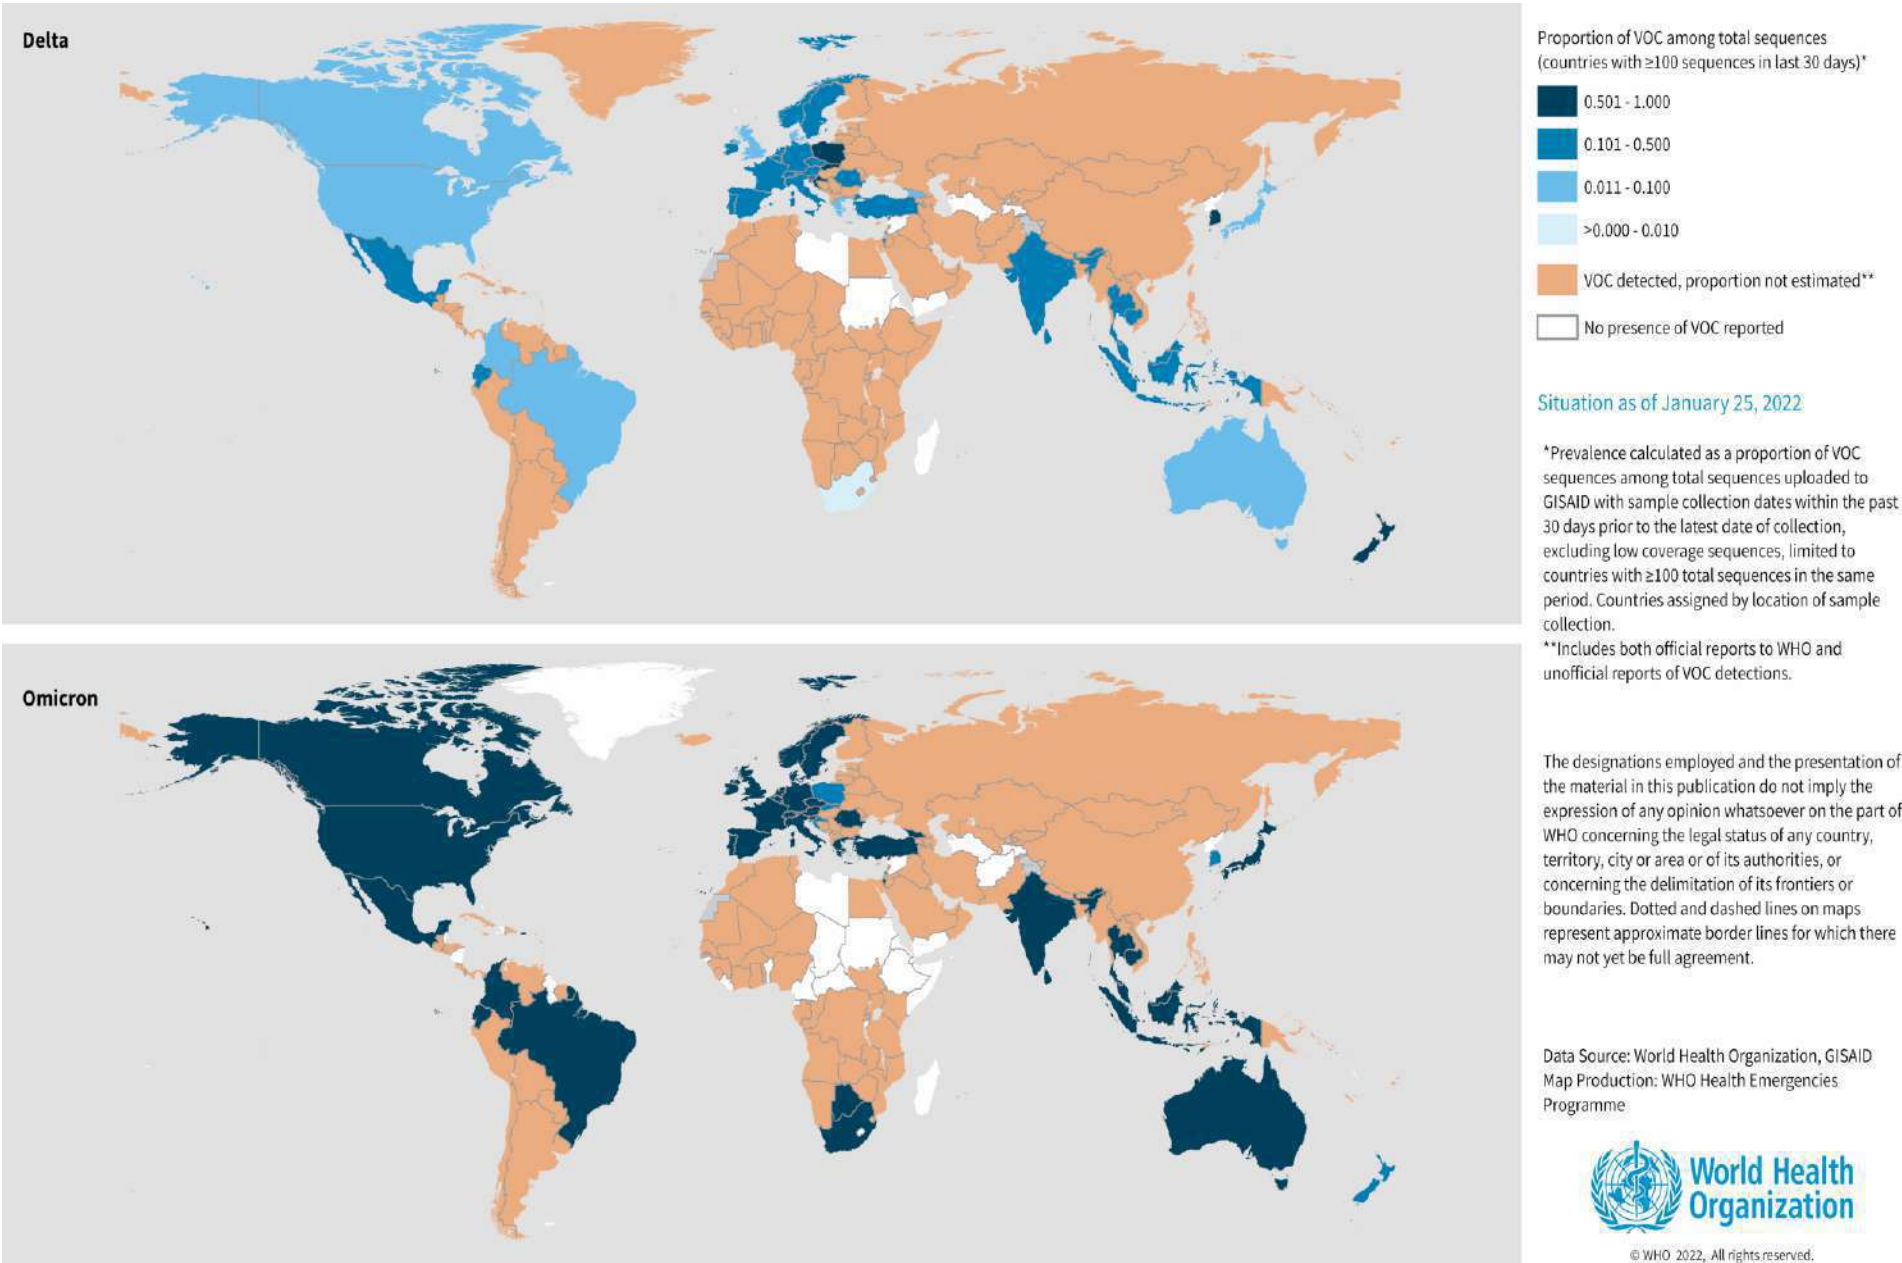 Delta
Proportion of VOC among total sequences
(countries with ≥100 sequences in last 30 days)*
0.501 - 1.000
0.101 - 0.500
0.011 - 0.100
>0.000 - 0.010
VOC detected, proportion not estimated**
No presence of VOC reported
Situation as of January 25, 2022
*Prevalence calculated as a proportion of VOC
sequences among total sequences uploaded to
GISAID with sample collection dates within the past
30 days prior to the latest date of collection,
excluding low coverage sequences, limited to
countries with ≥100 total sequences in the same
period. Countries assigned by location of sample
collection.
**Includes both official reports to WHO and
unofficial reports of VOC detections.
Omicron
The designations employed and the presentation of
the material in this publication do not imply the
expression of any opinion whatsoever on the part of
WHO concerning the legal status of any country,
territory, city or area or of its authorities, or
concerning the delimitation of its frontiers or
boundaries. Dotted and dashed lines on maps
represent approximate border lines for which there
may not yet be full agreement.
Data Source: World Health Organization, GISAID
Map Production: WHO Health Emergencies
Programme
World Health
Organization
© WHO 2022, All rights reserved.